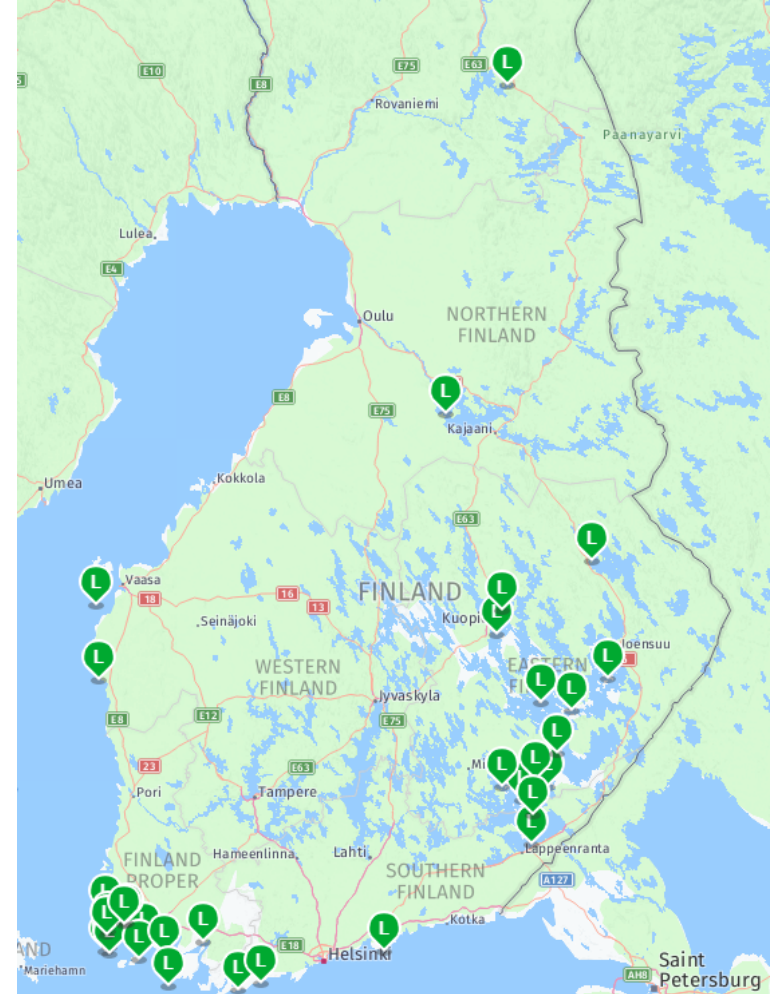 E10
E75
E63
L
E8
Rovaniemi
Paanayarvi
Lulea
E4
Oulu
NORTHERN
FINLAND
L
E8
E75
Kajaani
Umea
Kokkola
E63
L
L
Vaasa
16
L
FINLAND
18
13
L
Kuopi
Seinäjoki
L
L
Joensuu
WESTERN
FINLAND
EASTERN
L
L
Jyvaskyla
E8
E12
E75
L
23
E63
L
L
L
Pori
Tampere
L
L
Lappeenranta
Hameenlinna
Lahti
FINLAND
PROPER
SOUTHERN
FINLAND
A127
L
L
L
L
L
L
L
Kotka
E18
Helsinki
L
L
L
Mariehamn
Saint
Petersburg
AH8